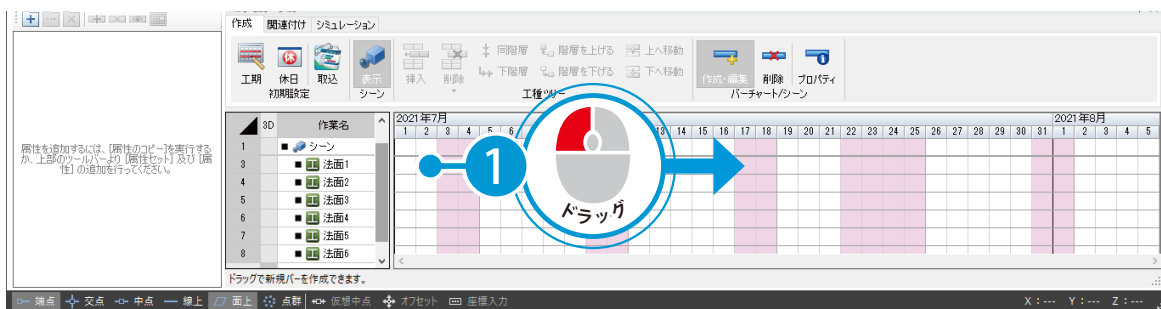 作成 関連付け シミュレーション
工期 休日 取込 表示 挿入 削除 同階層 階層を上げる 上へ移動 作成・編集 削除 プロパティ
下階層 階層を下げる 下へ移動
初期設定 シーン 工種ツリー バーチャート/シーン
属性を追加するには、[属性のコピー]を実行する
か、上部のツールバーより [属性セット] 及び [属
性] の追加を行ってください。
3D 作業名 2021年7月 2021年8月
1 2 3 4 5 6 13 14 15 16 17 18 19 20 21 22 23 24 25 26 27 28 29 30 31 1 2 3 4 5
1 シーン
3 法面1
4 法面2
5 法面3
6 法面4
7 法面5
8 法面6
1
ドラッグ
ドラッグで新規バーを作成できます。
端点 交点 中点 線上 面上 点群 仮想中点 オフセット 座標入力 X : --- Y : --- Z : ---